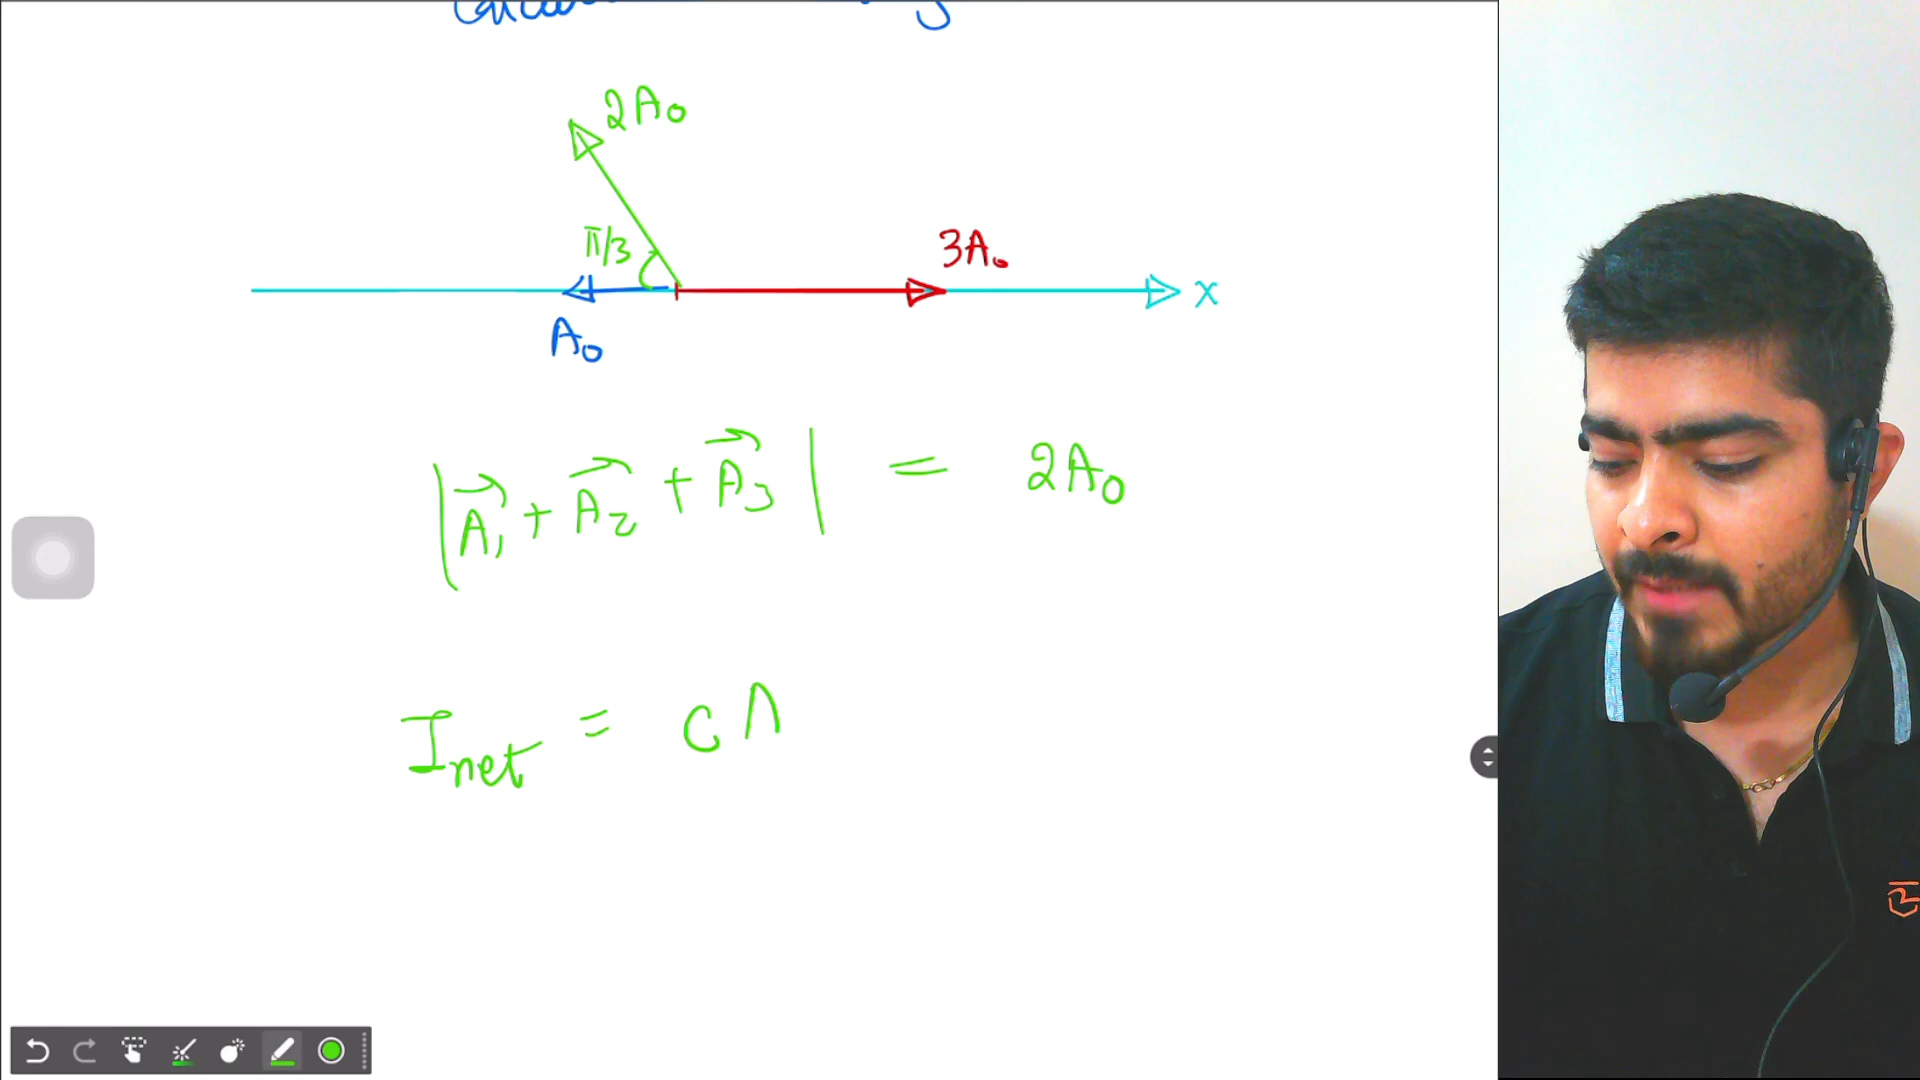 2A₀
π/3
3A₀
x
A₀
|A⃗₁ + A⃗₂ + A⃗₃| = 2A₀
I_net = C